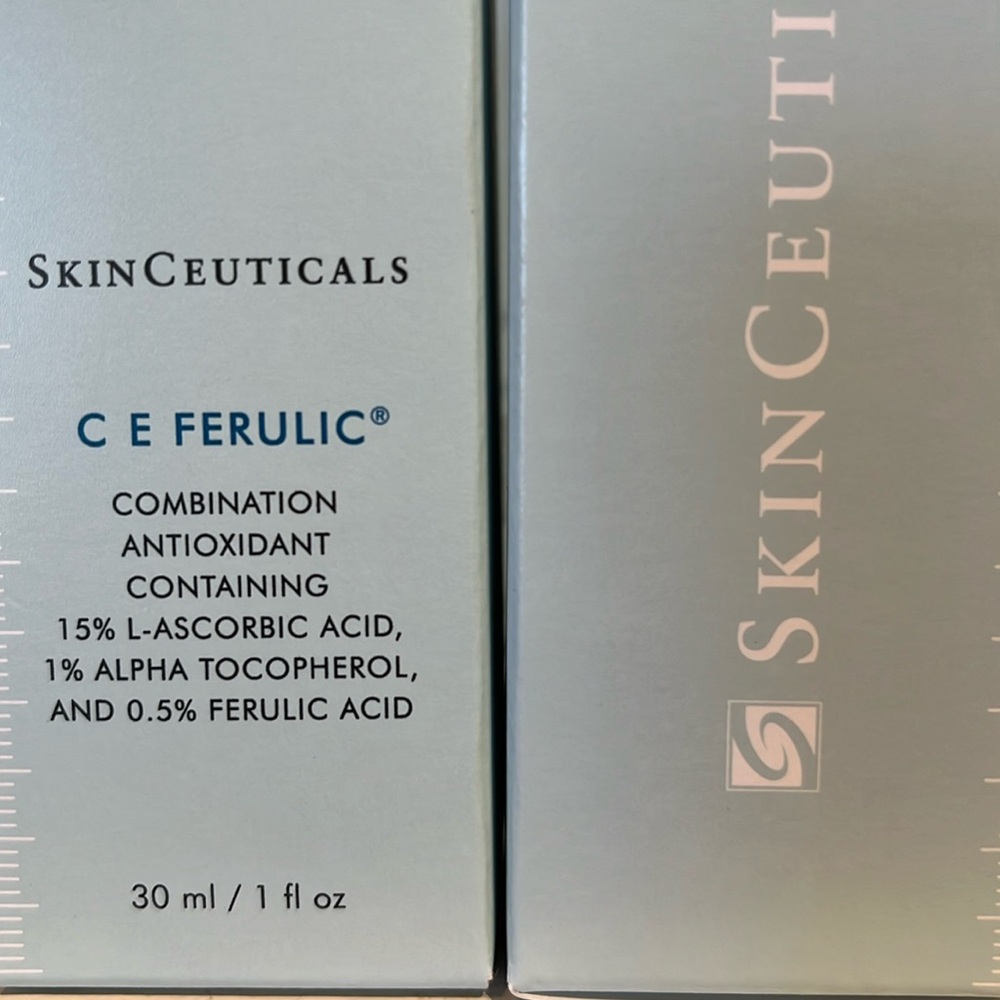 SKINCEUTICALS
C E FERULIC®
COMBINATION
ANTIOXIDANT
CONTAINING
15% L-ASCORBIC ACID,
1% ALPHA TOCOPHEROL,
AND 0.5% FERULIC ACID
30 ml / 1 fl oz
SKINCEUTI